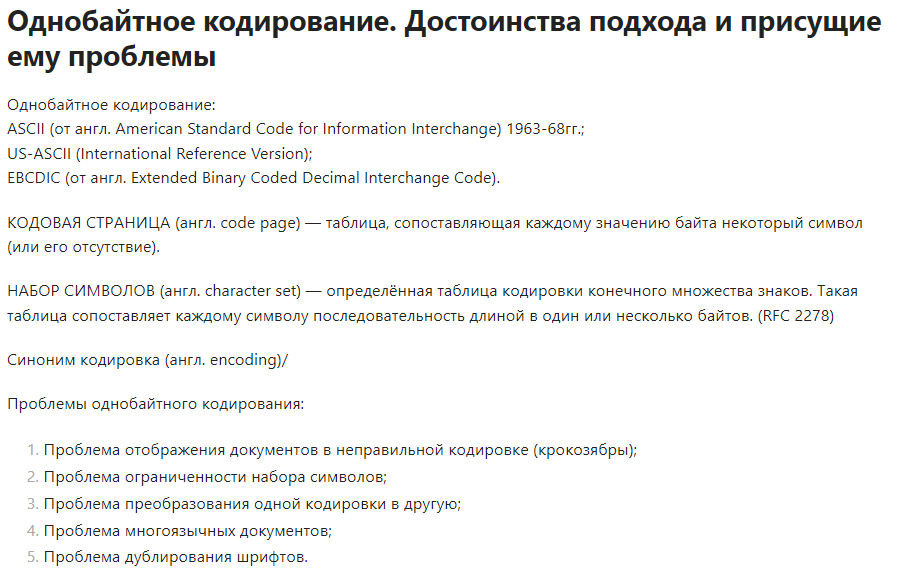 Однобайтное кодирование. Достоинства подхода и присущие
ему проблемы
Однобайтное кодирование:
ASCII (от англ. American Standard Code for Information Interchange) 1963-68гг.;
US-ASCII (International Reference Version);
EBCDIC (от англ. Extended Binary Coded Decimal Interchange Code).
КОДОВАЯ СТРАНИЦА (англ. code page) — таблица, сопоставляющая каждому значению байта некоторый символ
(или его отсутствие).
НАБОР СИМВОЛОВ (англ. character set) — определённая таблица кодировки конечного множества знаков. Такая
таблица сопоставляет каждому символу последовательность длиной в один или несколько байтов. (RFC 2278)
Синоним кодировка (англ. encoding)/
Проблемы однобайтного кодирования:
1. Проблема отображения документов в неправильной кодировке (крокозябры);
2. Проблема ограниченности набора символов;
3. Проблема преобразования одной кодировки в другую;
4. Проблема многоязычных документов;
5. Проблема дублирования шрифтов.